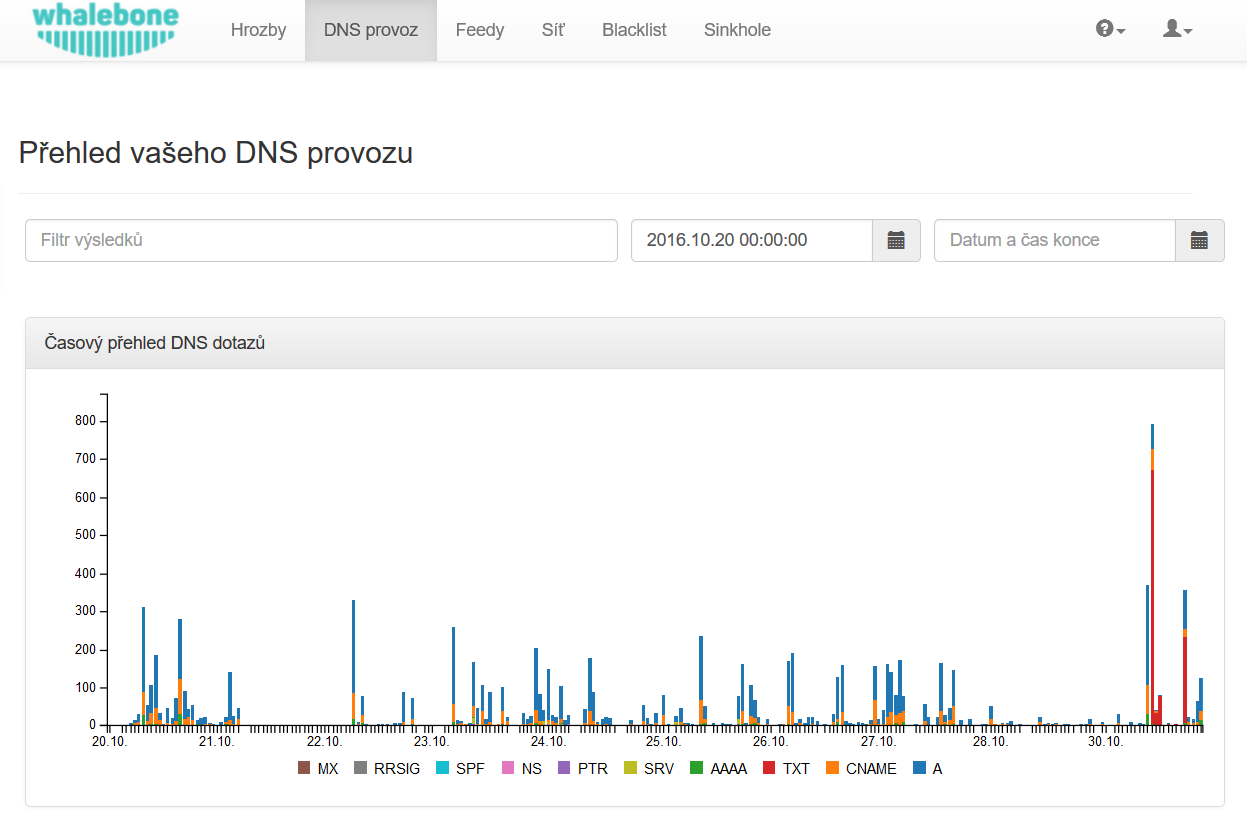 whalebone
Hrozby DNS provoz Feedy Síť Blacklist Sinkhole
Přehled vašeho DNS provozu
Filtr výsledků 2016.10.20 00:00:00 Datum a čas konce
Časový přehled DNS dotazů
800
700
600
500
400
300
200
100
0
20.10. 21.10. 22.10. 23.10. 24.10. 25.10. 26.10. 27.10. 28.10. 30.10.
MX RRSIG SPF NS PTR SRV AAAA TXT CNAME A